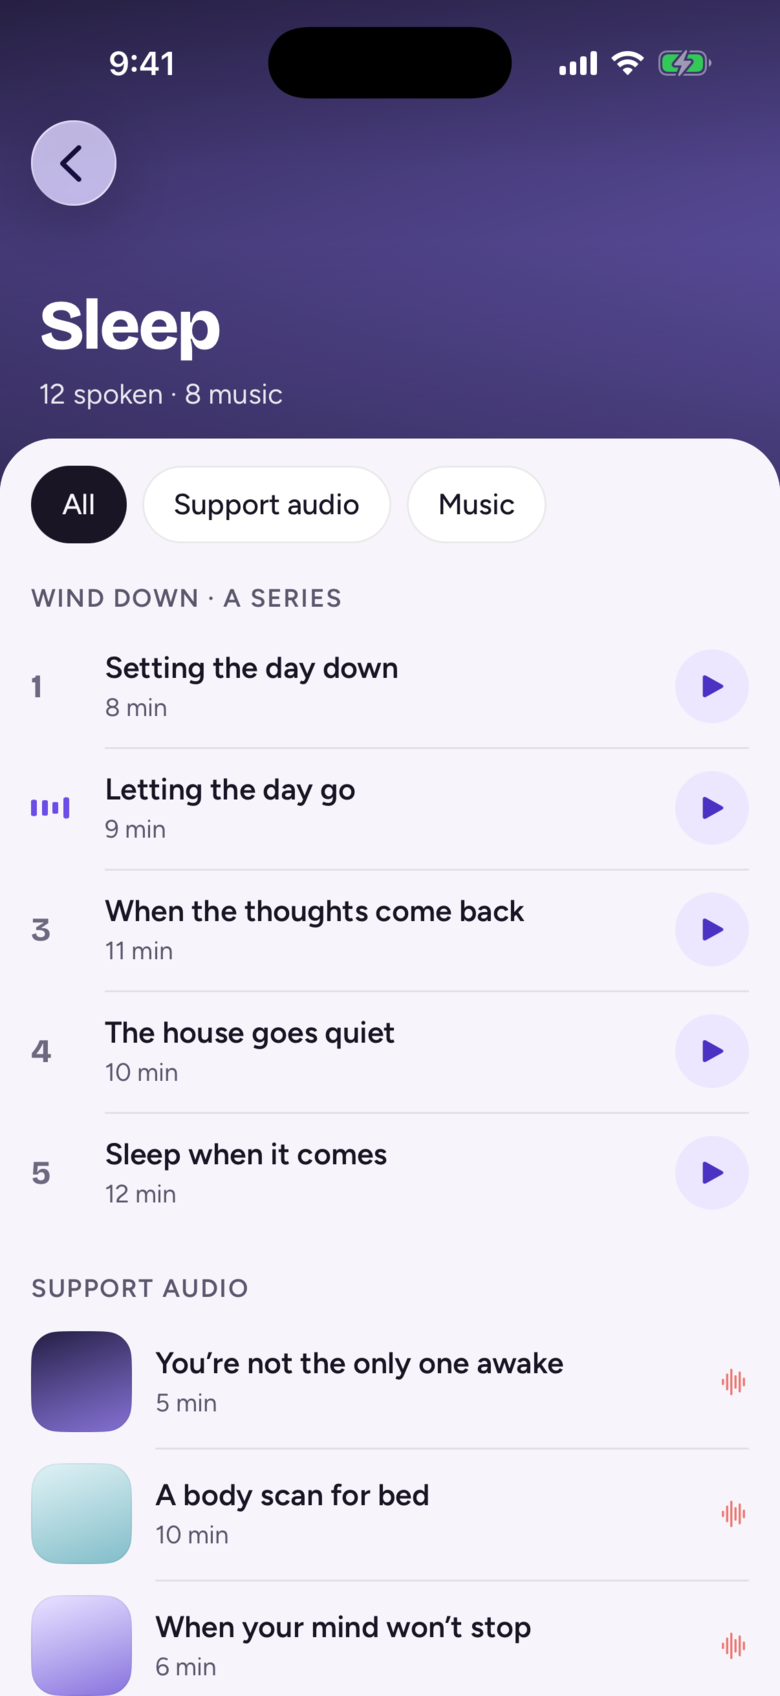 9:41
Sleep
12 spoken · 8 music
All
Support audio
Music
WIND DOWN · A SERIES
1
Setting the day down
8 min
Letting the day go
9 min
3
When the thoughts come back
11 min
4
The house goes quiet
10 min
5
Sleep when it comes
12 min
SUPPORT AUDIO
You’re not the only one awake
5 min
A body scan for bed
10 min
When your mind won’t stop
6 min